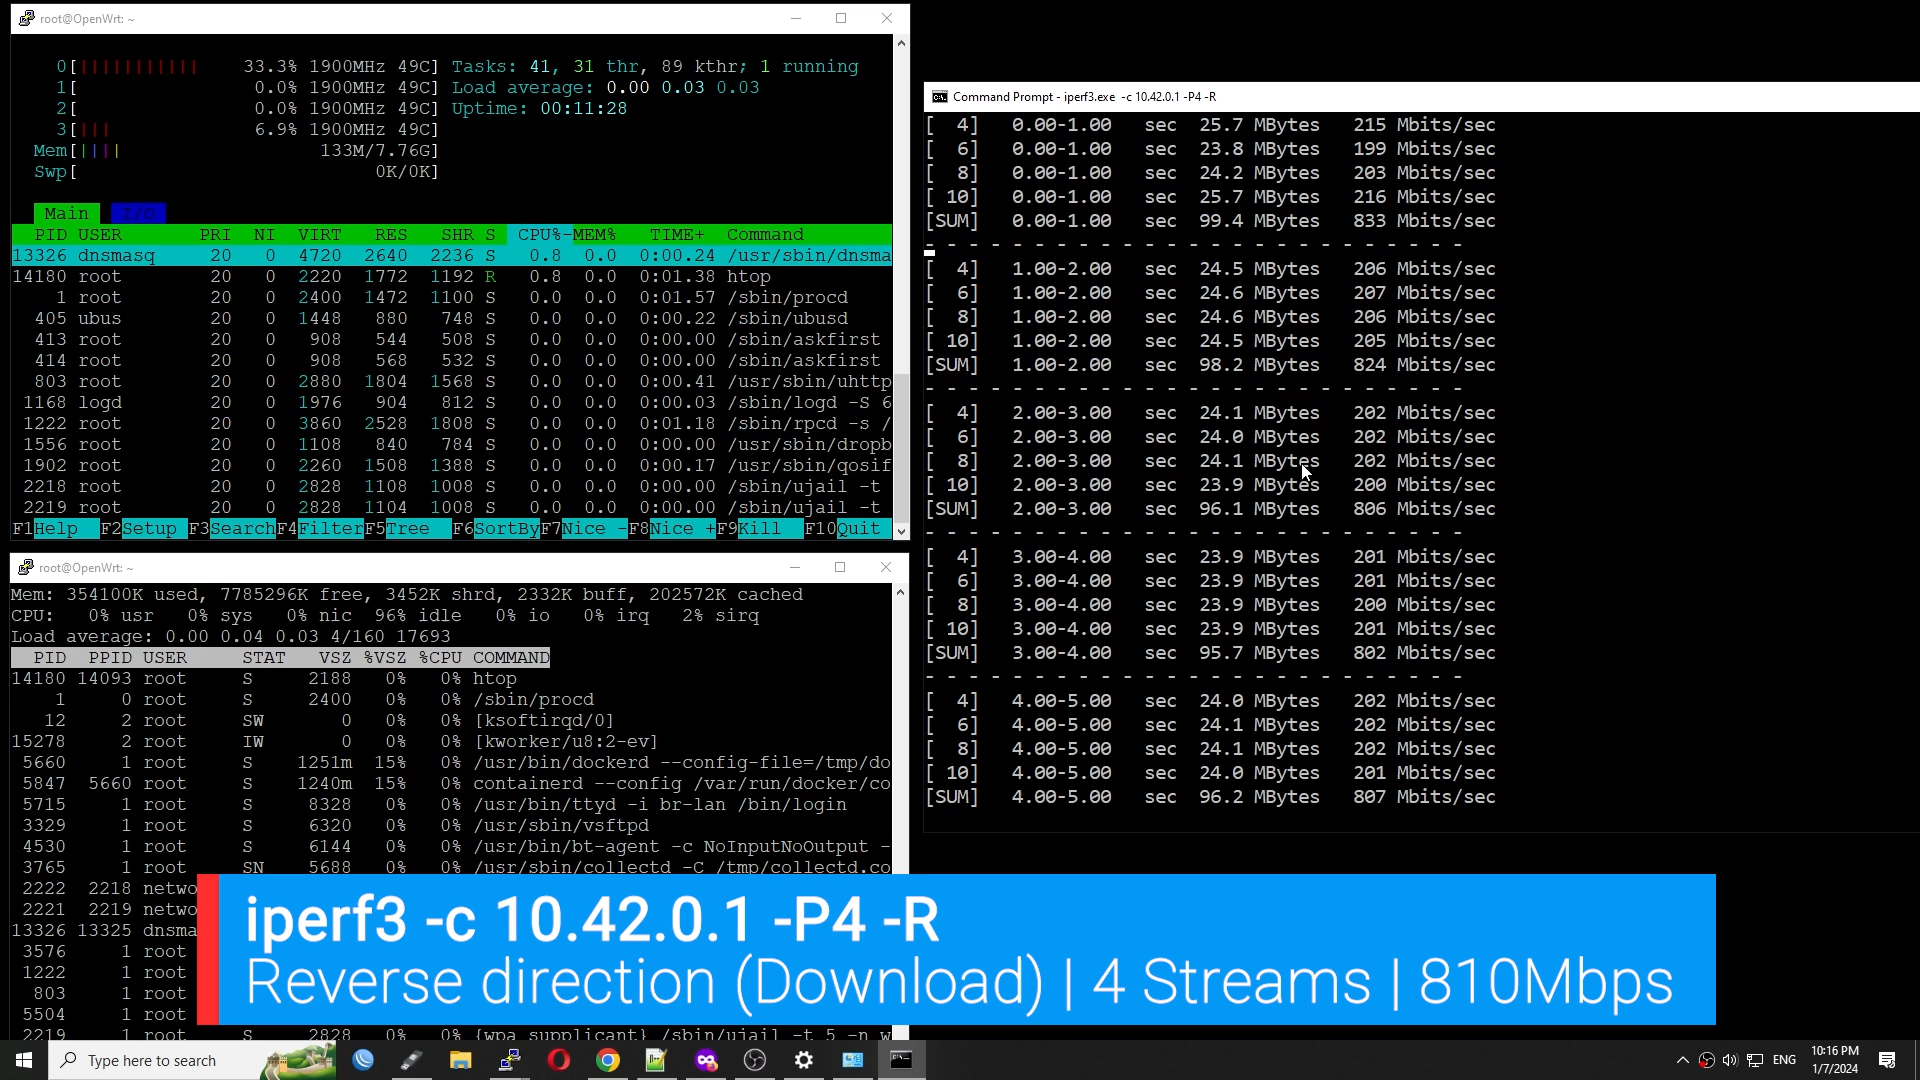 root@OpenWrt: ~
0[||||||||||| 33.3% 1900MHz 49C] Tasks: 41, 31 thr, 89 kthr; 1 running
1[ 0.0% 1900MHz 49C] Load average: 0.00 0.03 0.03
2[ 0.0% 1900MHz 49C] Uptime: 00:11:28
3[||| 6.9% 1900MHz 49C]
Mem[|||| 133M/7.76G]
Swp[ 0K/0K]
Main I/O
PID USER PRI NI VIRT RES SHR S CPU%-MEM% TIME+ Command
13326 dnsmasq 20 0 4720 2640 2236 S 0.8 0.0 0:00.24 /usr/sbin/dnsma
14180 root 20 0 2220 1772 1192 R 0.8 0.0 0:01.38 htop
1 root 20 0 2400 1472 1100 S 0.0 0.0 0:01.57 /sbin/procd
405 ubus 20 0 1448 880 748 S 0.0 0.0 0:00.22 /sbin/ubusd
413 root 20 0 908 544 508 S 0.0 0.0 0:00.00 /sbin/askfirst
414 root 20 0 908 568 532 S 0.0 0.0 0:00.00 /sbin/askfirst
803 root 20 0 2880 1804 1568 S 0.0 0.0 0:00.41 /usr/sbin/uhttp
1168 logd 20 0 1976 904 812 S 0.0 0.0 0:00.03 /sbin/logd -S 6
1222 root 20 0 3860 2528 1808 S 0.0 0.0 0:01.18 /sbin/rpcd -s /
1556 root 20 0 1108 840 784 S 0.0 0.0 0:00.00 /usr/sbin/dropb
1902 root 20 0 2260 1508 1388 S 0.0 0.0 0:00.17 /usr/sbin/qosif
2218 root 20 0 2828 1108 1008 S 0.0 0.0 0:00.00 /sbin/ujail -t
2219 root 20 0 2828 1104 1008 S 0.0 0.0 0:00.00 /sbin/ujail -t
F1Help F2Setup F3SearchF4FilterF5Tree F6SortByF7Nice -F8Nice +F9Kill F10Quit
root@OpenWrt: ~
Mem: 354100K used, 7785296K free, 3452K shrd, 2332K buff, 202572K cached
CPU: 0% usr 0% sys 0% nic 96% idle 0% io 0% irq 2% sirq
Load average: 0.00 0.04 0.03 4/160 17693
PID PPID USER STAT VSZ %VSZ %CPU COMMAND
14180 14093 root S 2188 0% 0% htop
1 0 root S 2400 0% 0% /sbin/procd
12 2 root SW 0 0% 0% [ksoftirqd/0]
15278 2 root IW 0 0% 0% [kworker/u8:2-ev]
5660 1 root S 1251m 15% 0% /usr/bin/dockerd --config-file=/tmp/do
5847 5660 root S 1240m 15% 0% containerd --config /var/run/docker/co
5715 1 root S 8328 0% 0% /usr/bin/ttyd -i br-lan /bin/login
3329 1 root S 6320 0% 0% /usr/sbin/vsftpd
4530 1 root S 6144 0% 0% /usr/bin/bt-agent -c NoInputNoOutput -
3765 1 root SN 5688 0% 0% /usr/sbin/collectd -C /tmp/collectd.co
2222 2218 netwo
2221 2219 netwo
13326 13325 dnsma
3576 1 root
1222 1 root
803 1 root
5504 1 root
2219 1 root S 2828 0% 0% {wpa_supplicant} /sbin/ujail -t 5 -n w
Command Prompt - iperf3.exe -c 10.42.0.1 -P4 -R
[ 4] 0.00-1.00 sec 25.7 MBytes 215 Mbits/sec
[ 6] 0.00-1.00 sec 23.8 MBytes 199 Mbits/sec
[ 8] 0.00-1.00 sec 24.2 MBytes 203 Mbits/sec
[ 10] 0.00-1.00 sec 25.7 MBytes 216 Mbits/sec
[SUM] 0.00-1.00 sec 99.4 MBytes 833 Mbits/sec
- - - - - - - - - - - - - - - - - - - - - - - - -
[ 4] 1.00-2.00 sec 24.5 MBytes 206 Mbits/sec
[ 6] 1.00-2.00 sec 24.6 MBytes 207 Mbits/sec
[ 8] 1.00-2.00 sec 24.6 MBytes 206 Mbits/sec
[ 10] 1.00-2.00 sec 24.5 MBytes 205 Mbits/sec
[SUM] 1.00-2.00 sec 98.2 MBytes 824 Mbits/sec
- - - - - - - - - - - - - - - - - - - - - - - - -
[ 4] 2.00-3.00 sec 24.1 MBytes 202 Mbits/sec
[ 6] 2.00-3.00 sec 24.0 MBytes 202 Mbits/sec
[ 8] 2.00-3.00 sec 24.1 MBytes 202 Mbits/sec
[ 10] 2.00-3.00 sec 23.9 MBytes 200 Mbits/sec
[SUM] 2.00-3.00 sec 96.1 MBytes 806 Mbits/sec
- - - - - - - - - - - - - - - - - - - - - - - - -
[ 4] 3.00-4.00 sec 23.9 MBytes 201 Mbits/sec
[ 6] 3.00-4.00 sec 23.9 MBytes 201 Mbits/sec
[ 8] 3.00-4.00 sec 23.9 MBytes 200 Mbits/sec
[ 10] 3.00-4.00 sec 23.9 MBytes 201 Mbits/sec
[SUM] 3.00-4.00 sec 95.7 MBytes 802 Mbits/sec
- - - - - - - - - - - - - - - - - - - - - - - - -
[ 4] 4.00-5.00 sec 24.0 MBytes 202 Mbits/sec
[ 6] 4.00-5.00 sec 24.1 MBytes 202 Mbits/sec
[ 8] 4.00-5.00 sec 24.1 MBytes 202 Mbits/sec
[ 10] 4.00-5.00 sec 24.0 MBytes 201 Mbits/sec
[SUM] 4.00-5.00 sec 96.2 MBytes 807 Mbits/sec
iperf3 -c 10.42.0.1 -P4 -R
Reverse direction (Download) | 4 Streams | 810Mbps
Type here to search
ENG
10:16 PM
1/7/2024